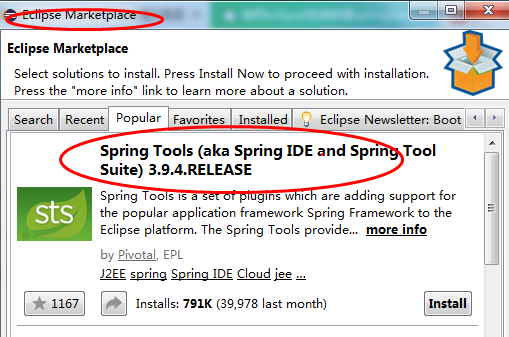 Eclipse Marketplace
Eclipse Marketplace
Select solutions to install. Press Install Now to proceed with installation.
Press the "more info" link to learn more about a solution.
Search Recent Popular Favorites Installed Eclipse Newsletter: Boot
Spring Tools (aka Spring IDE and Spring Tool
Suite) 3.9.4.RELEASE
sts
Spring Tools is a set of plugins which are adding support for
the popular application framework Spring Framework to the
Eclipse platform. The Spring Tools provide... more info
by Pivotal, EPL
J2EE spring Spring IDE Cloud jee ...
1167 Installs: 791K (39,978 last month) Install